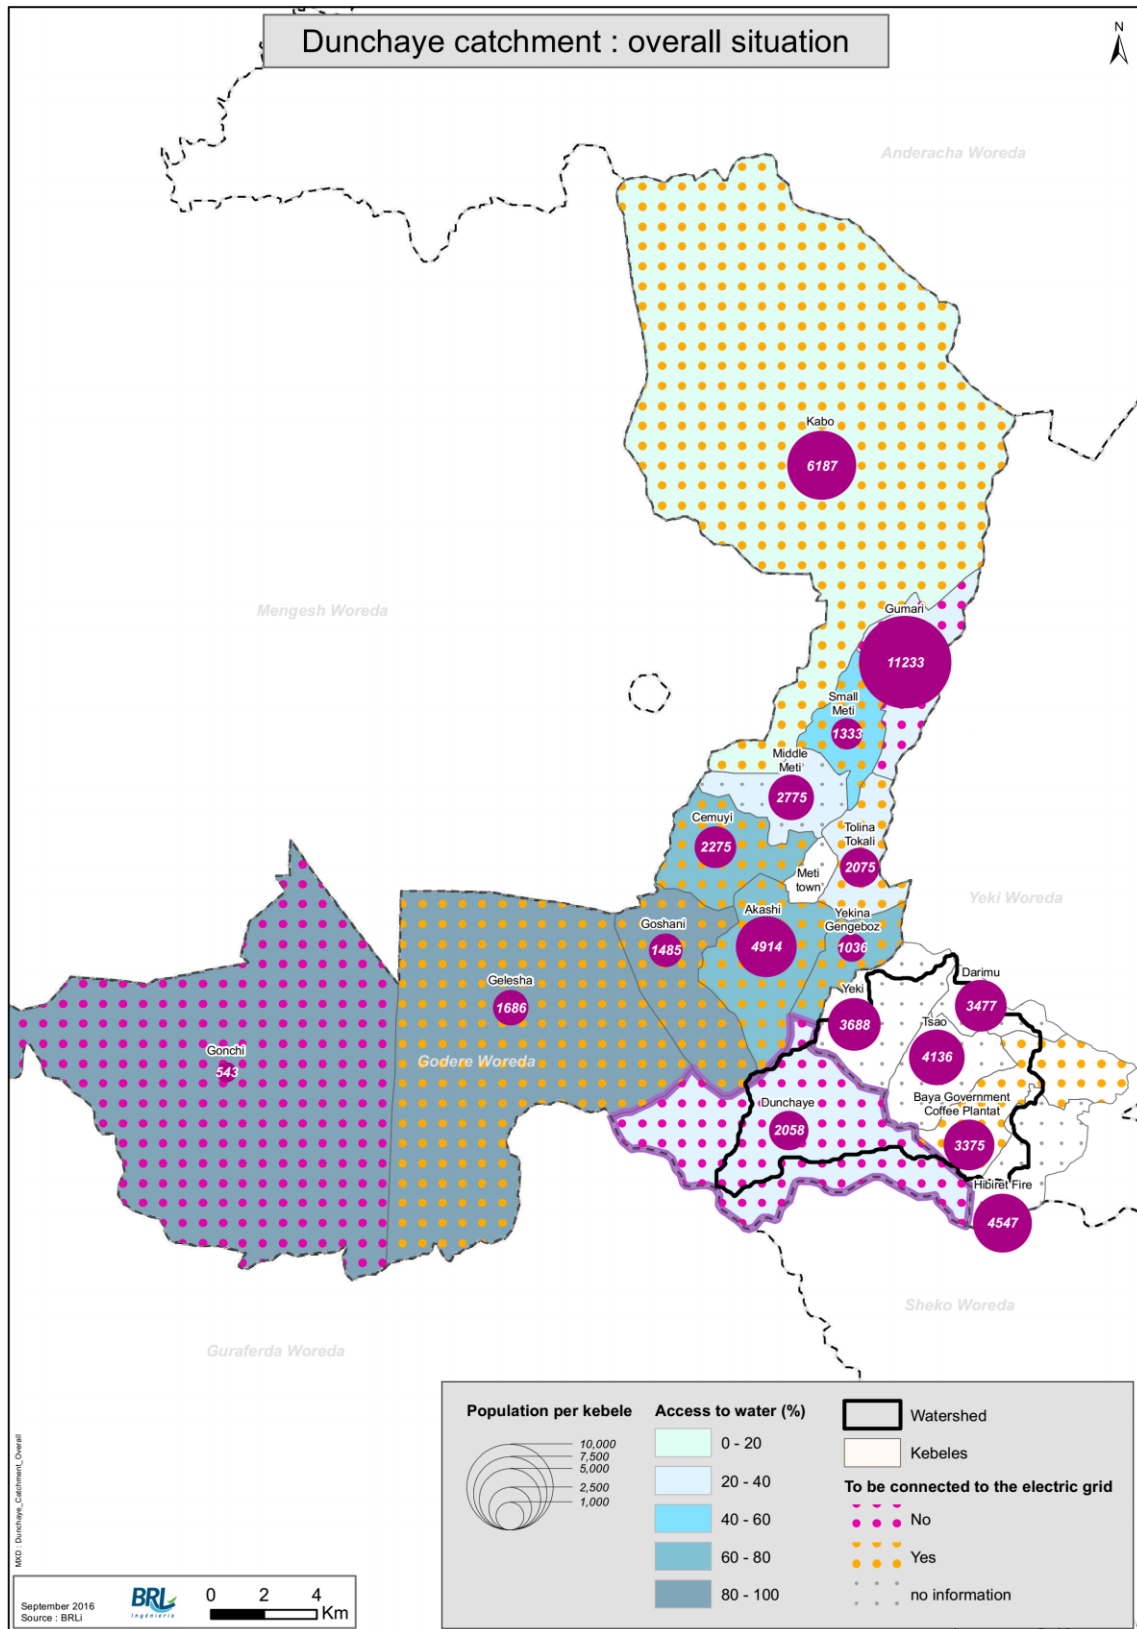 Dunchaye catchment : overall situation
N
Anderacha Woreda
Kabo
6187
Mengesh Woreda
Gumari
11233
Small
Meti
1333
Middle
Meti
2775
Cemuyi
2275
Tolina
Tokali
2075
Meti
town
Yeki Woreda
Akashi
4914
Yekina
Gengeboz
1036
Goshani
1485
Gelesha
1686
Darimu
3477
Yeki
3688
Tsao
4136
Gonchi
543
Godere Woreda
Baya Government
Coffee Plantat
3375
Dunchaye
2058
Hibiret Fire
4547
Sheko Woreda
Guraferda Woreda
Population per kebele
10,000
7,500
5,000
2,500
1,000
Access to water (%)
0 - 20
20 - 40
40 - 60
60 - 80
80 - 100
Watershed
Kebeles
To be connected to the electric grid
No
Yes
no information
MXD : Dunchaye_Catchment_Overall
September 2016
Source : BRLi
BRL
Ingénierie
0 2 4
Km